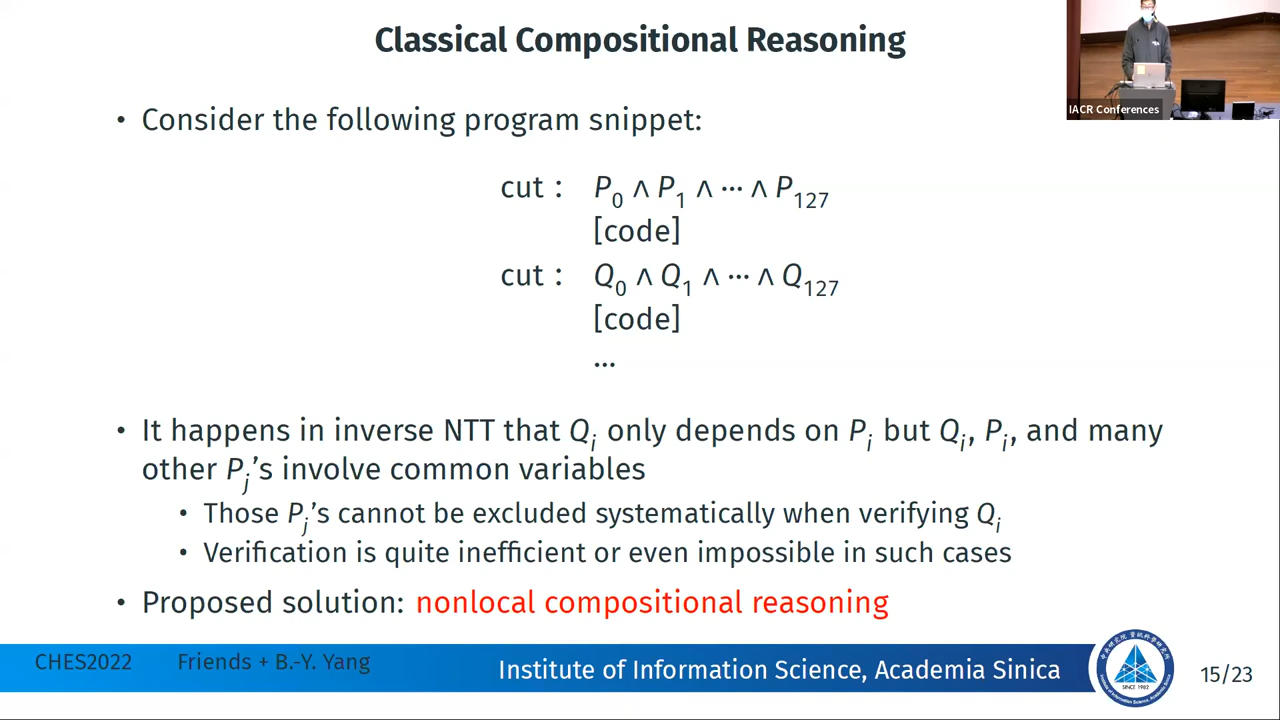 Classical Compositional Reasoning
IACR Conferences
• Consider the following program snippet:
cut : P₀ ∧ P₁ ∧ ··· ∧ P₁₂₇
[code]
cut : Q₀ ∧ Q₁ ∧ ··· ∧ Q₁₂₇
[code]
...
• It happens in inverse NTT that Qᵢ only depends on Pᵢ but Qᵢ, Pᵢ, and many
other Pⱼ’s involve common variables
• Those Pⱼ’s cannot be excluded systematically when verifying Qᵢ
• Verification is quite inefficient or even impossible in such cases
• Proposed solution: nonlocal compositional reasoning
CHES2022 Friends + B.-Y. Yang
Institute of Information Science, Academia Sinica
SINCE 1982
15/23